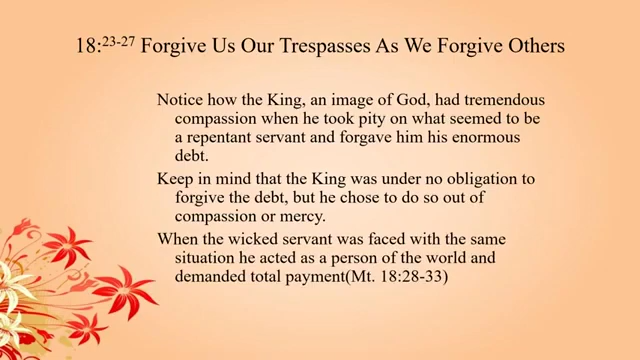 18:23-27 Forgive Us Our Trespasses As We Forgive Others
Notice how the King, an image of God, had tremendous
compassion when he took pity on what seemed to be
a repentant servant and forgave him his enormous
debt.
Keep in mind that the King was under no obligation to
forgive the debt, but he chose to do so out of
compassion or mercy.
When the wicked servant was faced with the same
situation he acted as a person of the world and
demanded total payment(Mt. 18:28-33)